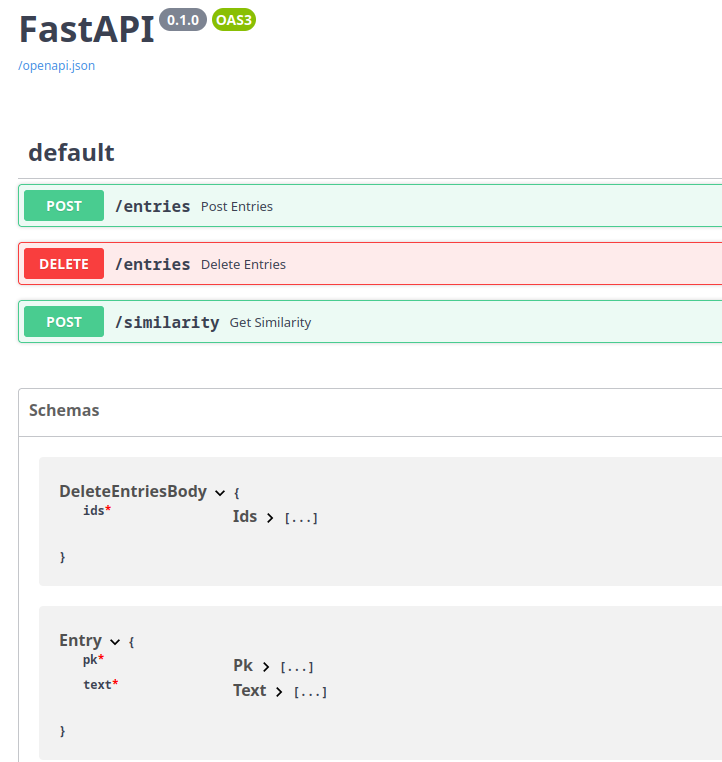 FastAPI 0.1.0 OAS3
/openapi.json
default
POST /entries Post Entries
DELETE /entries Delete Entries
POST /similarity Get Similarity
Schemas
DeleteEntriesBody {
ids* Ids > [...]
}
Entry {
pk* Pk > [...]
text* Text > [...]
}